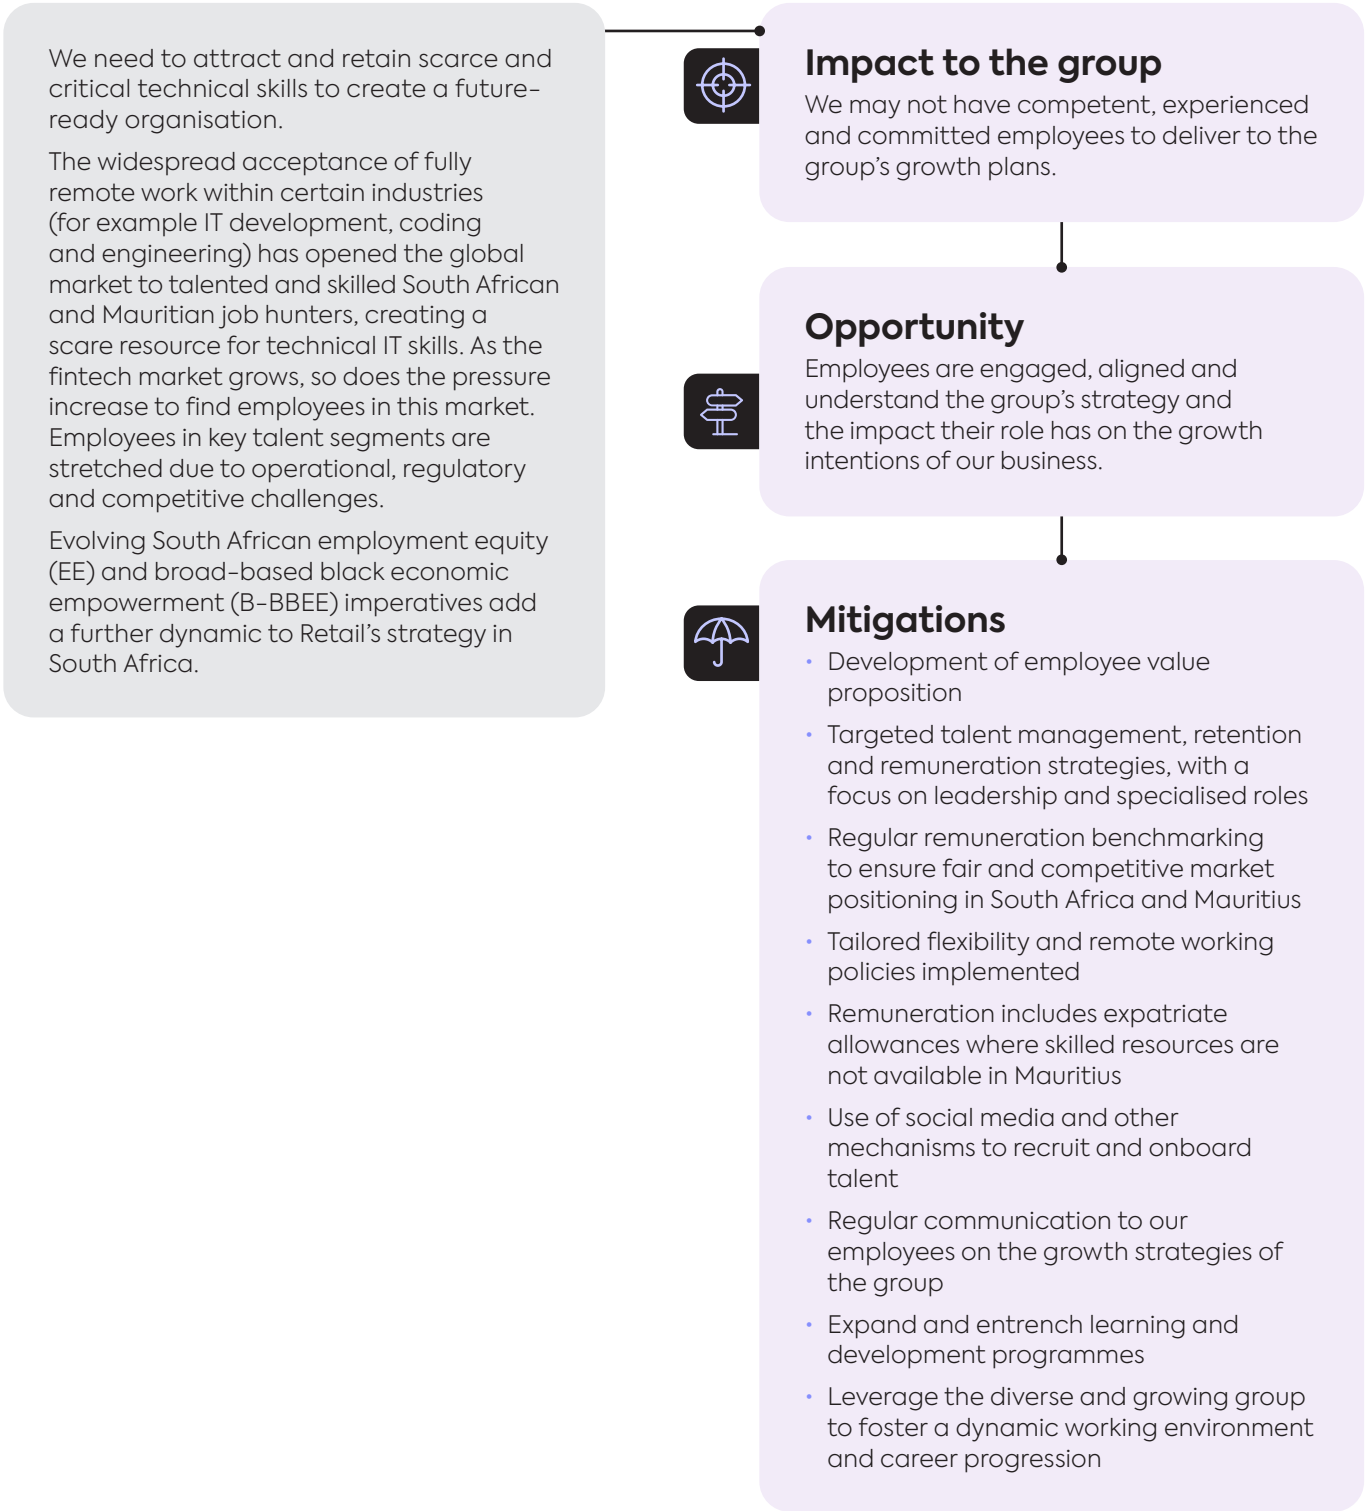 We need to attract and retain scarce and
critical technical skills to create a future-
ready organisation.
The widespread acceptance of fully
remote work within certain industries
(for example IT development, coding
and engineering) has opened the global
market to talented and skilled South African
and Mauritian job hunters, creating a
scare resource for technical IT skills. As the
fintech market grows, so does the pressure
increase to find employees in this market.
Employees in key talent segments are
stretched due to operational, regulatory
and competitive challenges.
Evolving South African employment equity
(EE) and broad-based black economic
empowerment (B-BBEE) imperatives add
a further dynamic to Retail's strategy in
South Africa.
Impact to the group
We may not have competent, experienced
and committed employees to deliver to the
group's growth plans.
Opportunity
Employees are engaged, aligned and
understand the group's strategy and
the impact their role has on the growth
intentions of our business.
Mitigations
• Development of employee value
proposition
• Targeted talent management, retention
and remuneration strategies, with a
focus on leadership and specialised roles
• Regular remuneration benchmarking
to ensure fair and competitive market
positioning in South Africa and Mauritius
• Tailored flexibility and remote working
policies implemented
• Remuneration includes expatriate
allowances where skilled resources are
not available in Mauritius
• Use of social media and other
mechanisms to recruit and onboard
talent
• Regular communication to our
employees on the growth strategies of
the group
• Expand and entrench learning and
development programmes
• Leverage the diverse and growing group
to foster a dynamic working environment
and career progression